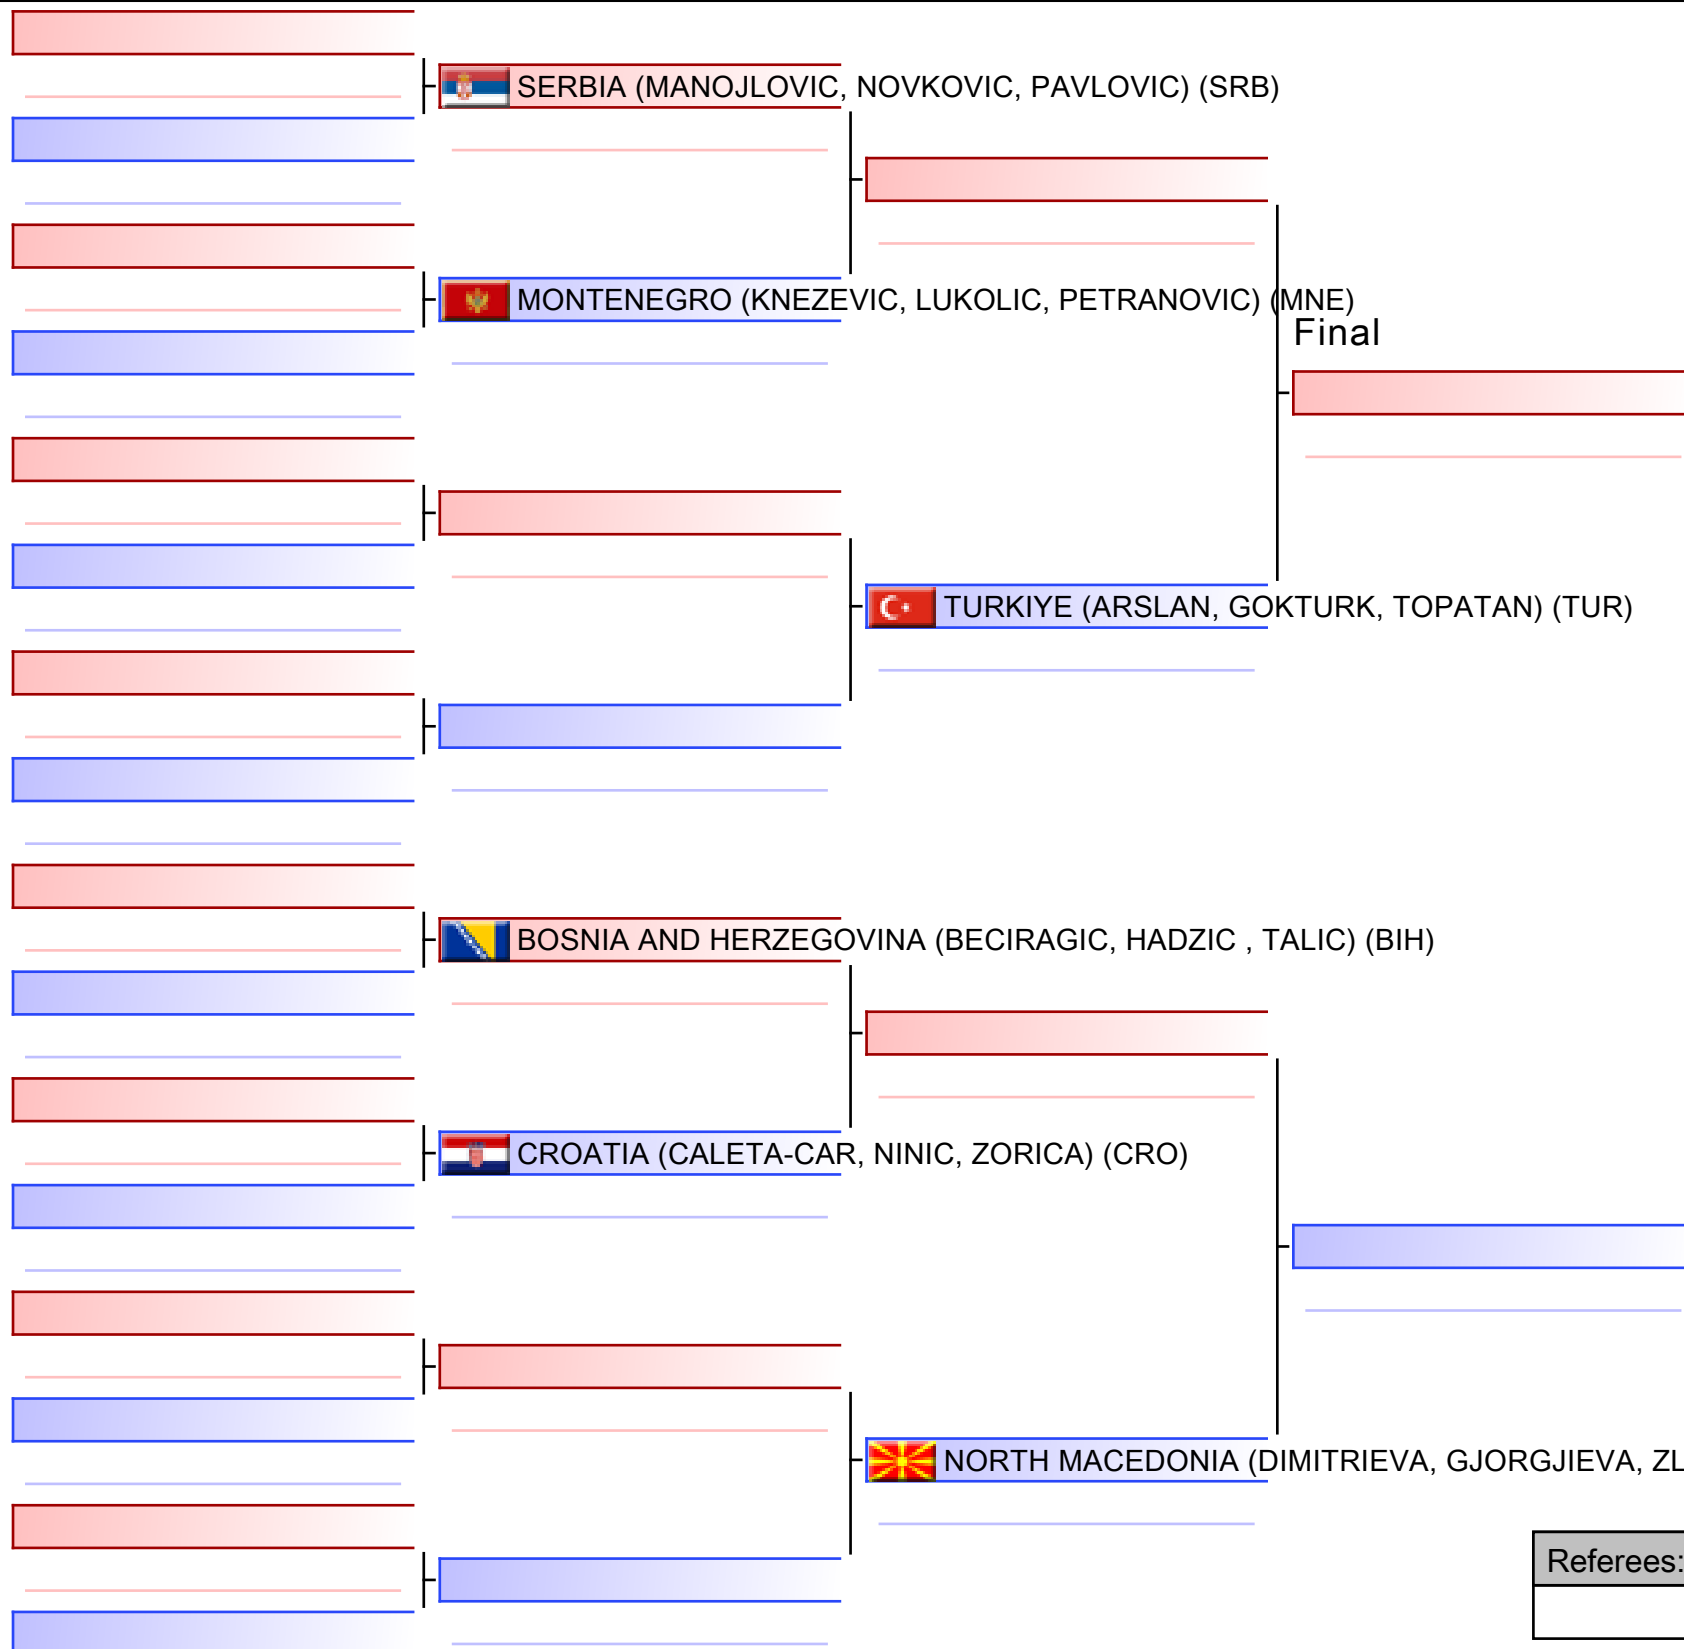 SERBIA (MANOJLOVIC, NOVKOVIC, PAVLOVIC) (SRB)
MONTENEGRO (KNEZEVIC, LUKOLIC, PETRANOVIC) (MNE)
Final
TURKIYE (ARSLAN, GOKTURK, TOPATAN) (TUR)
BOSNIA AND HERZEGOVINA (BECIRAGIC, HADZIC , TALIC) (BIH)
CROATIA (CALETA-CAR, NINIC, ZORICA) (CRO)
NORTH MACEDONIA (DIMITRIEVA, GJORGJIEVA, ZL
Referees: